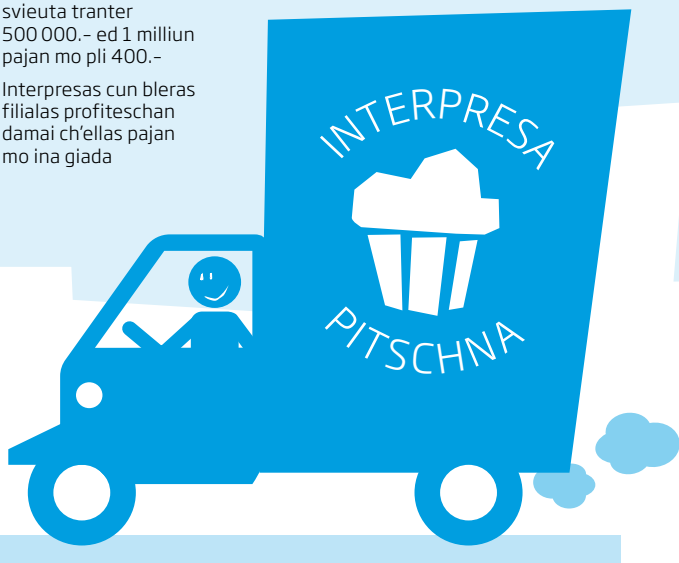 svieuta tranter
500 000.– ed 1 milliun
pajan mo pli 400.–
Interpresas cun bleras
filialas profiteschan
damai ch'ellas pajan
mo ina giada
INTERPRESA
PITSCHNA